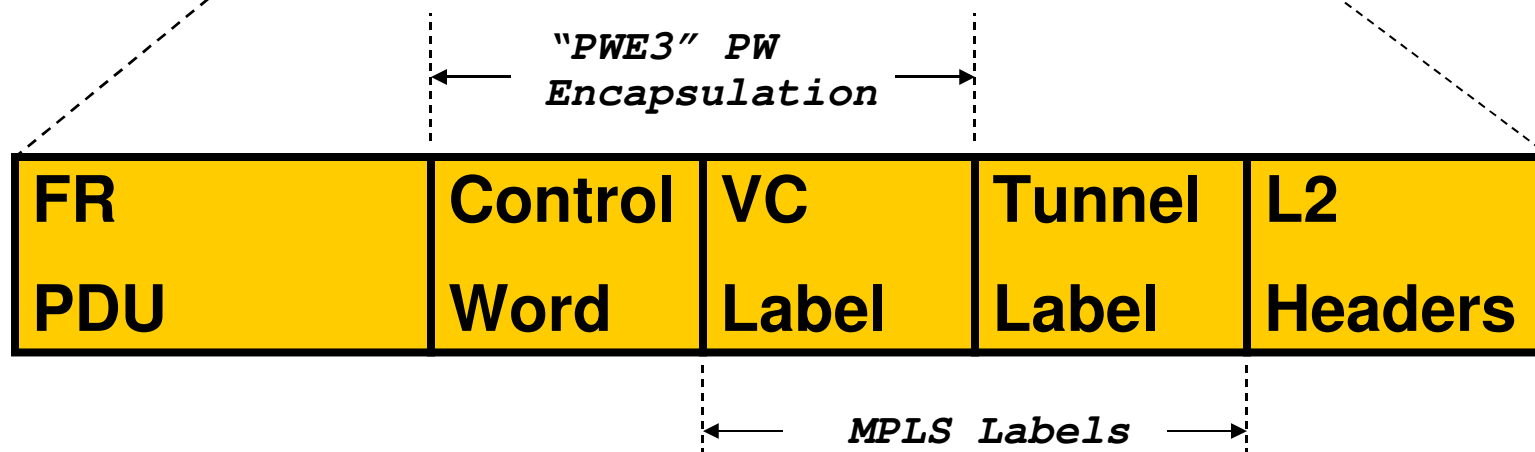 “PWE3” PW
Encapsulation
FR
PDU
Control
Word
VC
Label
Tunnel
Label
L2
Headers
MPLS Labels